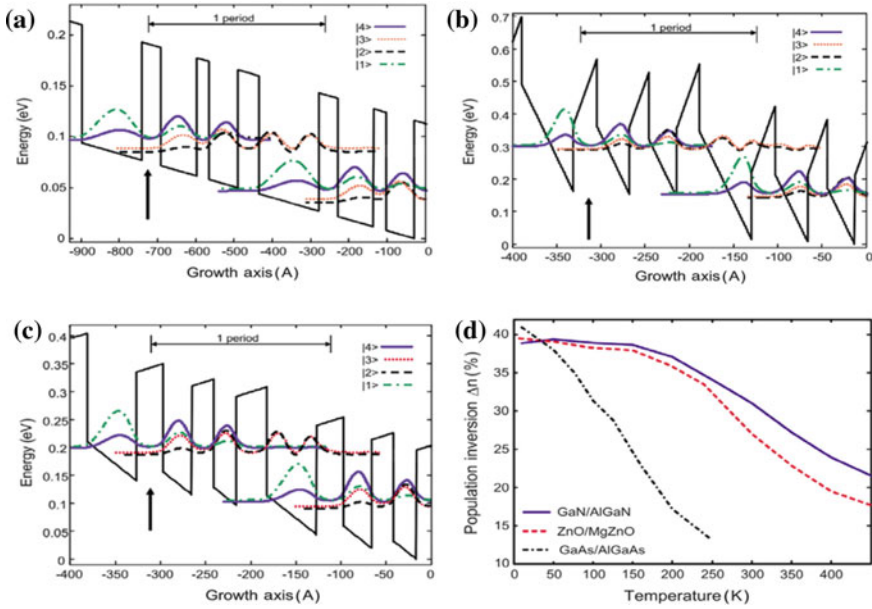 (a)
1 period
|4>
|3>
|2>
|1>
Energy (eV)
0.2
0.15
0.1
0.05
0
-900 -800 -700 -600 -500 -400 -300 -200 -100 0
Growth axis (A)
(b)
1 period
|4>
|3>
|2>
|1>
Energy (eV)
0.7
0.6
0.5
0.4
0.3
0.2
0.1
0
-400 -350 -300 -250 -200 -150 -100 -50 0
Growth axis (A)
(c)
1 period
|4>
|3>
|2>
|1>
Energy (eV)
0.4
0.35
0.3
0.25
0.2
0.15
0.1
0.05
0
-400 -350 -300 -250 -200 -150 -100 -50 0
Growth axis (A)
(d)
Population inversion Δn (%)
40
35
30
25
20
15
10
GaN/AlGaN
ZnO/MgZnO
GaAs/AlGaAs
0 50 100 150 200 250 300 350 400
Temperature (K)